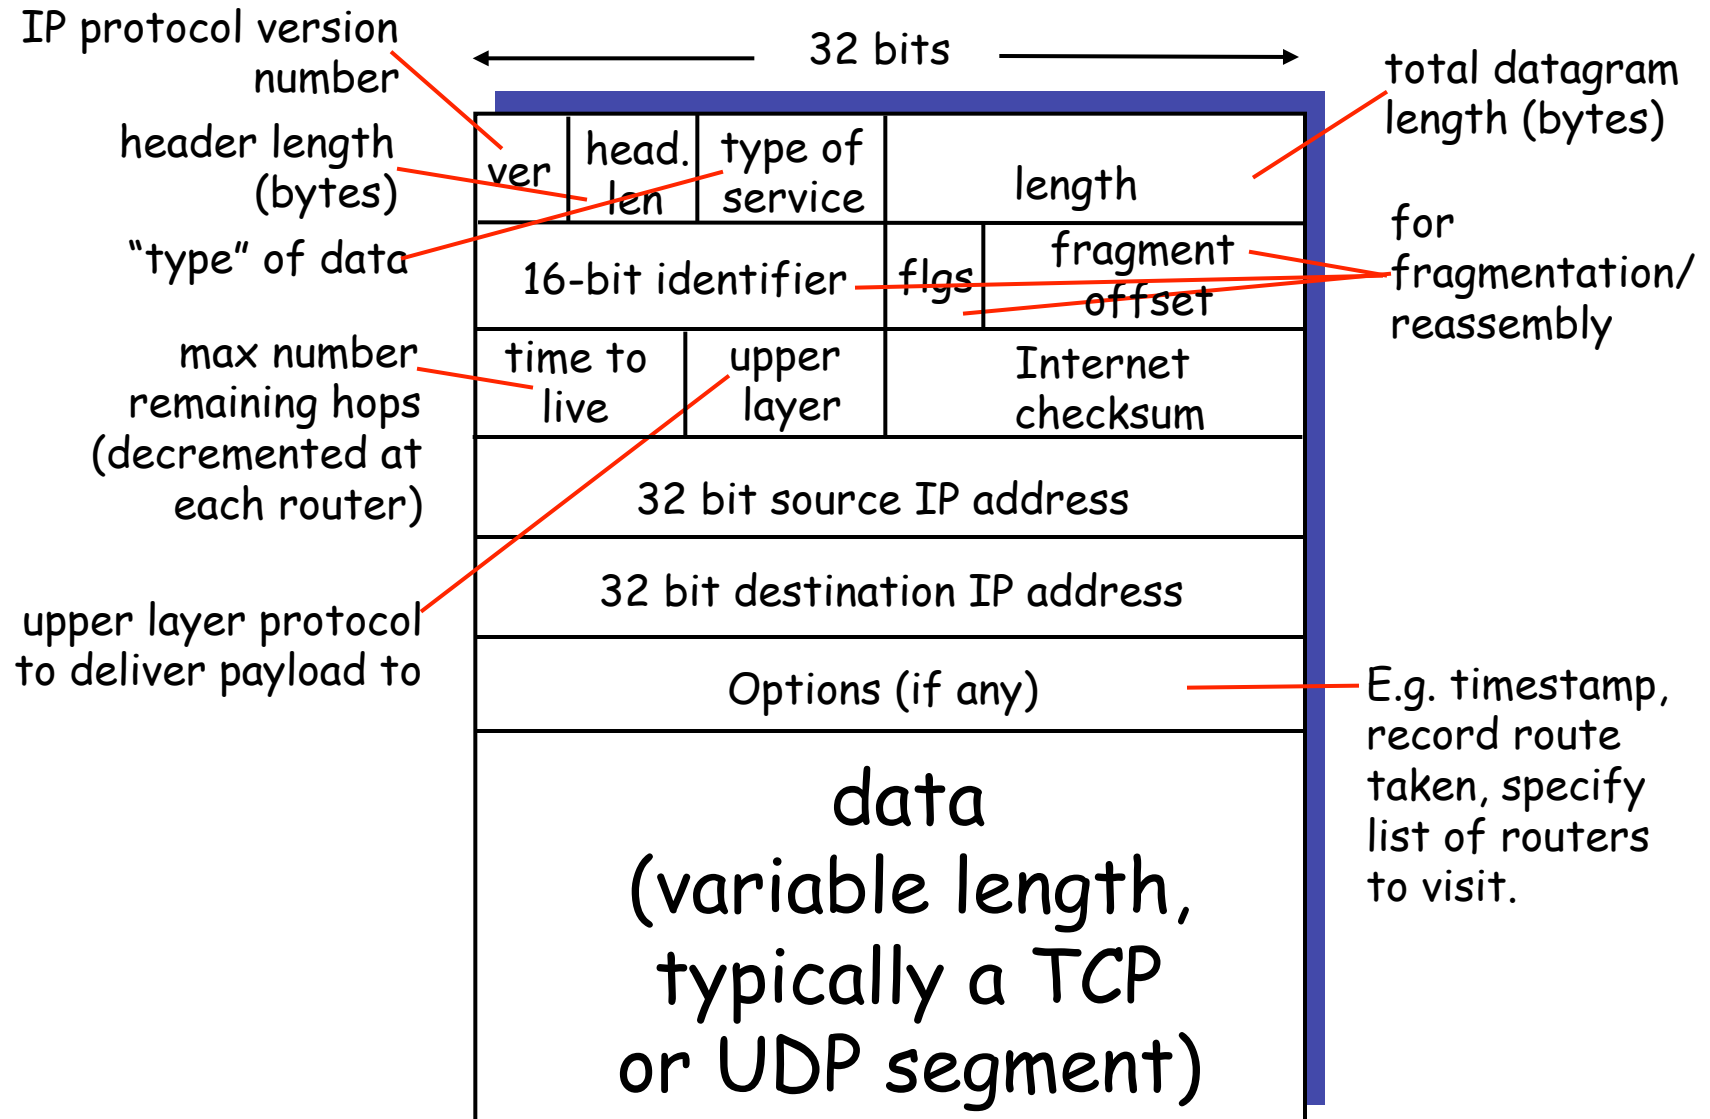 IP protocol version
number
header length
(bytes)
“type” of data
max number
remaining hops
(decremented at
each router)
upper layer protocol
to deliver payload to
32 bits
ver
head.
len
type of
service
length
16-bit identifier
flgs
fragment
offset
time to
live
upper
layer
Internet
checksum
32 bit source IP address
32 bit destination IP address
Options (if any)
data
(variable length,
typically a TCP
or UDP segment)
total datagram
length (bytes)
for
fragmentation/
reassembly
E.g. timestamp,
record route
taken, specify
list of routers
to visit.